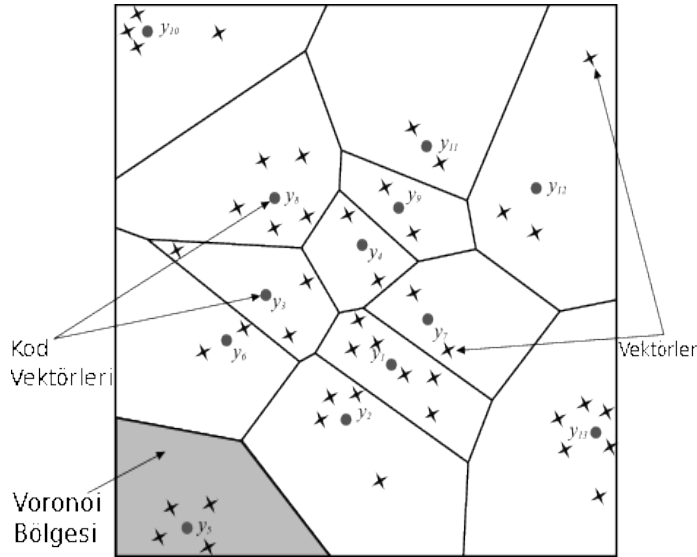 y10
y11
y12
y8
y9
y4
y3
y7
y6
y1
Kod
Vektörleri
Vektörler
y2
y13
Voronoi
Bölgesi
y5